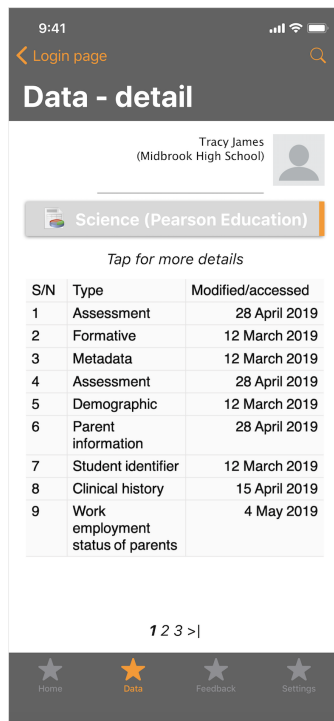 9:41
Login page
Data - detail
Tracy James
(Midbrook High School)
Science (Pearson Education)
Tap for more details
S/N Type Modified/accessed
1 Assessment 28 April 2019
2 Formative 12 March 2019
3 Metadata 12 March 2019
4 Assessment 28 April 2019
5 Demographic 12 March 2019
6 Parent 28 April 2019
information
7 Student identifier 12 March 2019
8 Clinical history 15 April 2019
9 Work 4 May 2019
employment
status of parents
1 2 3 >|
Home Data Feedback Settings